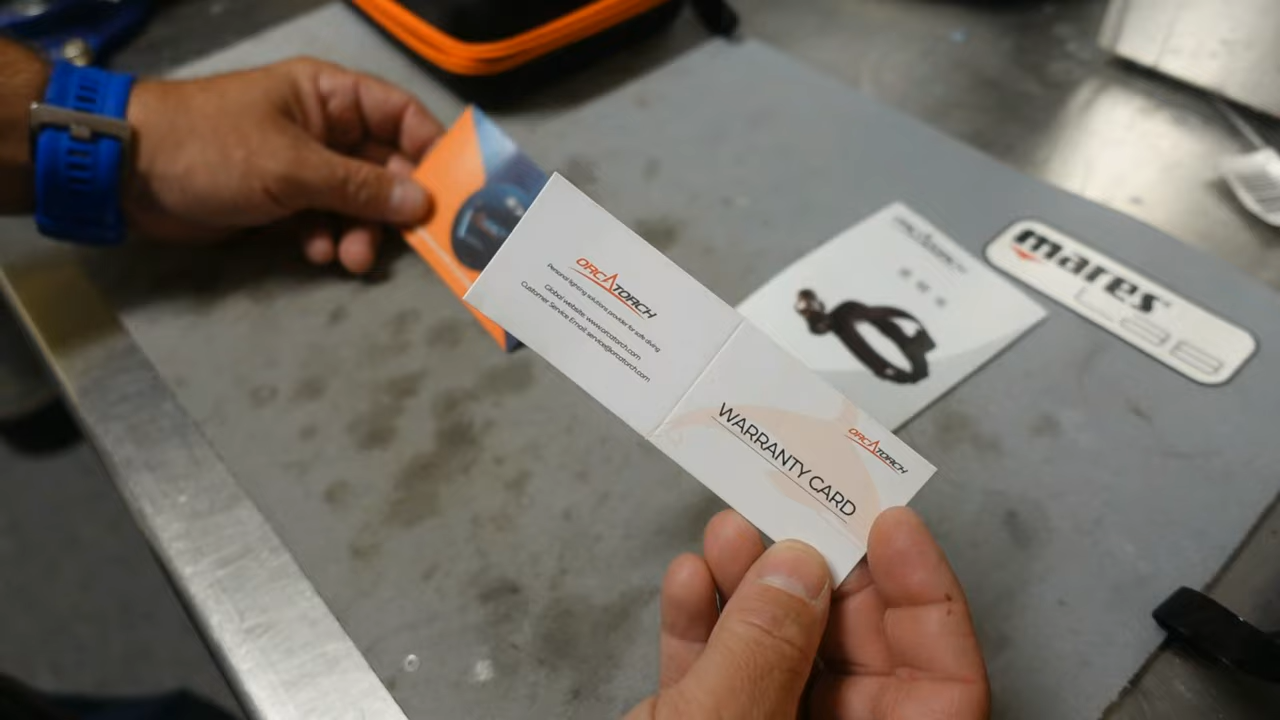 ORCATORCH
Personal lighting solutions provider for safe diving
Global website: www.orcatorch.com
Customer Service Email: service@orcatorch.com
ORCATORCH
WARRANTY CARD
ORCATORCH
mares
LAB